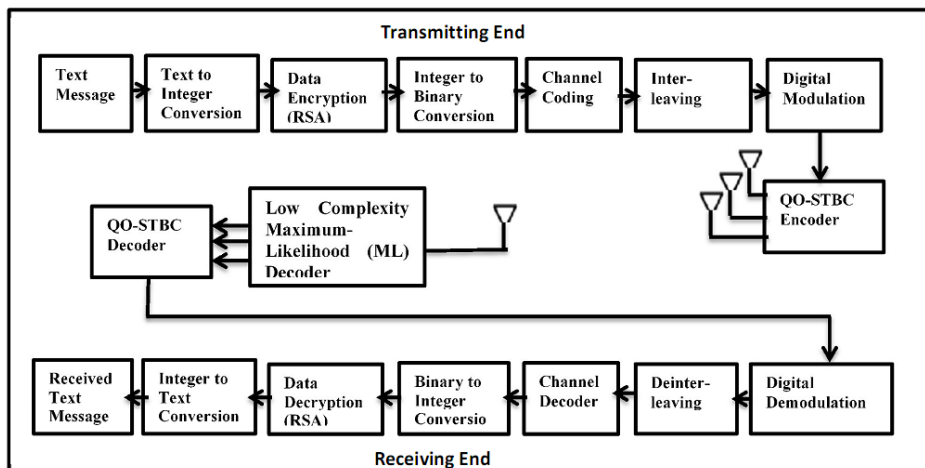 Transmitting End
Text
Message
Text to
Integer
Conversion
Data
Encryption
(RSA)
Integer to
Binary
Conversion
Channel
Coding
Inter-
leaving
Digital
Modulation
QO-STBC
Encoder
Low Complexity
Maximum-
Likelihood (ML)
Decoder
QO-STBC
Decoder
Received
Text
Message
Integer to
Text
Conversion
Data
Decryption
(RSA)
Binary to
Integer
Conversio
Channel
Decoder
Deinter-
leaving
Digital
Demodulation
Receiving End